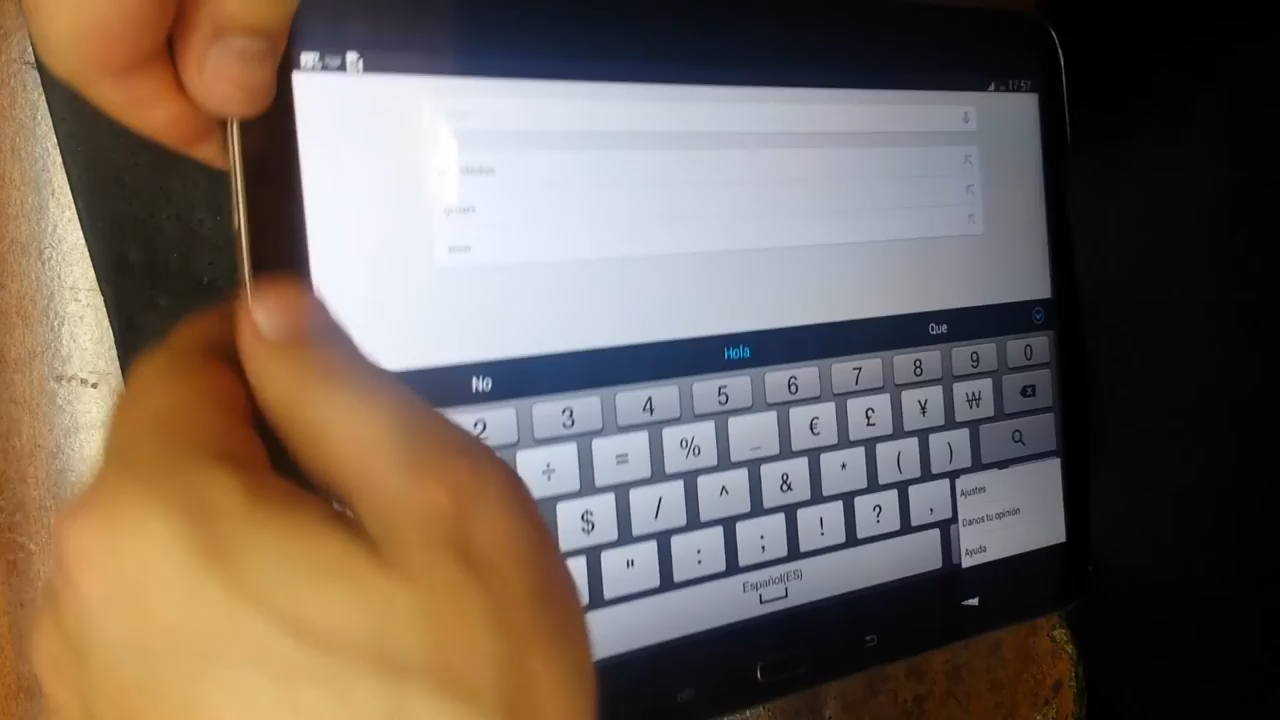 17:57
No Hola Que
2 3 4 5 6 7 8 9 0
÷ = % _ € £ ¥ ₩
$ / ^ & * ( )
" : ; ! ? ,
Español(ES)
Ajustes
Danos tu opinión
Ayuda